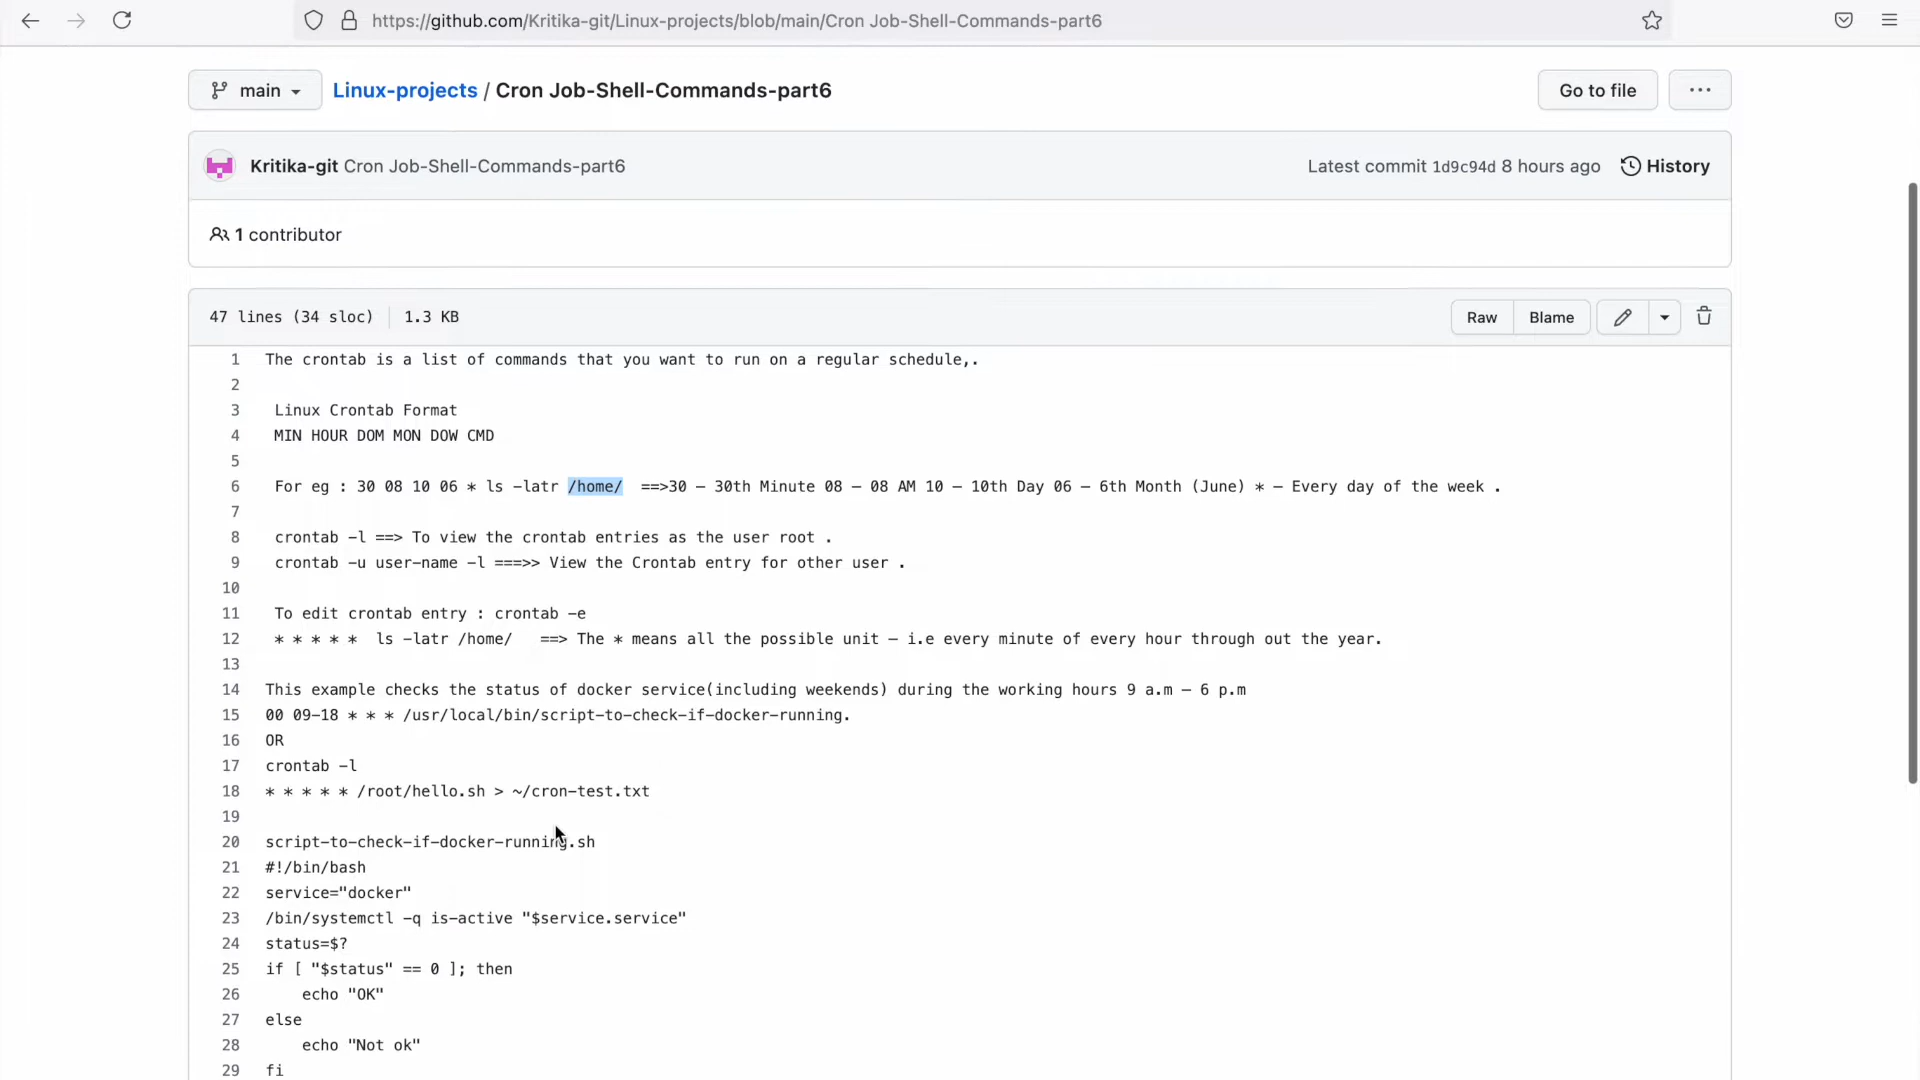 https://github.com/Kritika-git/Linux-projects/blob/main/Cron Job-Shell-Commands-part6
main Linux-projects / Cron Job-Shell-Commands-part6 Go to file ...
Kritika-git Cron Job-Shell-Commands-part6 Latest commit 1d9c94d 8 hours ago History
1 contributor
47 lines (34 sloc) 1.3 KB Raw Blame
1 The crontab is a list of commands that you want to run on a regular schedule,.
2
3 Linux Crontab Format
4 MIN HOUR DOM MON DOW CMD
5
6 For eg : 30 08 10 06 * ls -latr /home/ ==>30 – 30th Minute 08 – 08 AM 10 – 10th Day 06 – 6th Month (June) * – Every day of the week .
7
8 crontab -l ==> To view the crontab entries as the user root .
9 crontab -u user-name -l ===>> View the Crontab entry for other user .
10
11 To edit crontab entry : crontab -e
12 * * * * * ls -latr /home/ ==> The * means all the possible unit – i.e every minute of every hour through out the year.
13
14 This example checks the status of docker service(including weekends) during the working hours 9 a.m – 6 p.m
15 00 09-18 * * * /usr/local/bin/script-to-check-if-docker-running.
16 OR
17 crontab -l
18 * * * * * /root/hello.sh > ~/cron-test.txt
19
20 script-to-check-if-docker-running.sh
21 #!/bin/bash
22 service="docker"
23 /bin/systemctl -q is-active "$service.service"
24 status=$?
25 if [ "$status" == 0 ]; then
26 echo "OK"
27 else
28 echo "Not ok"
29 fi